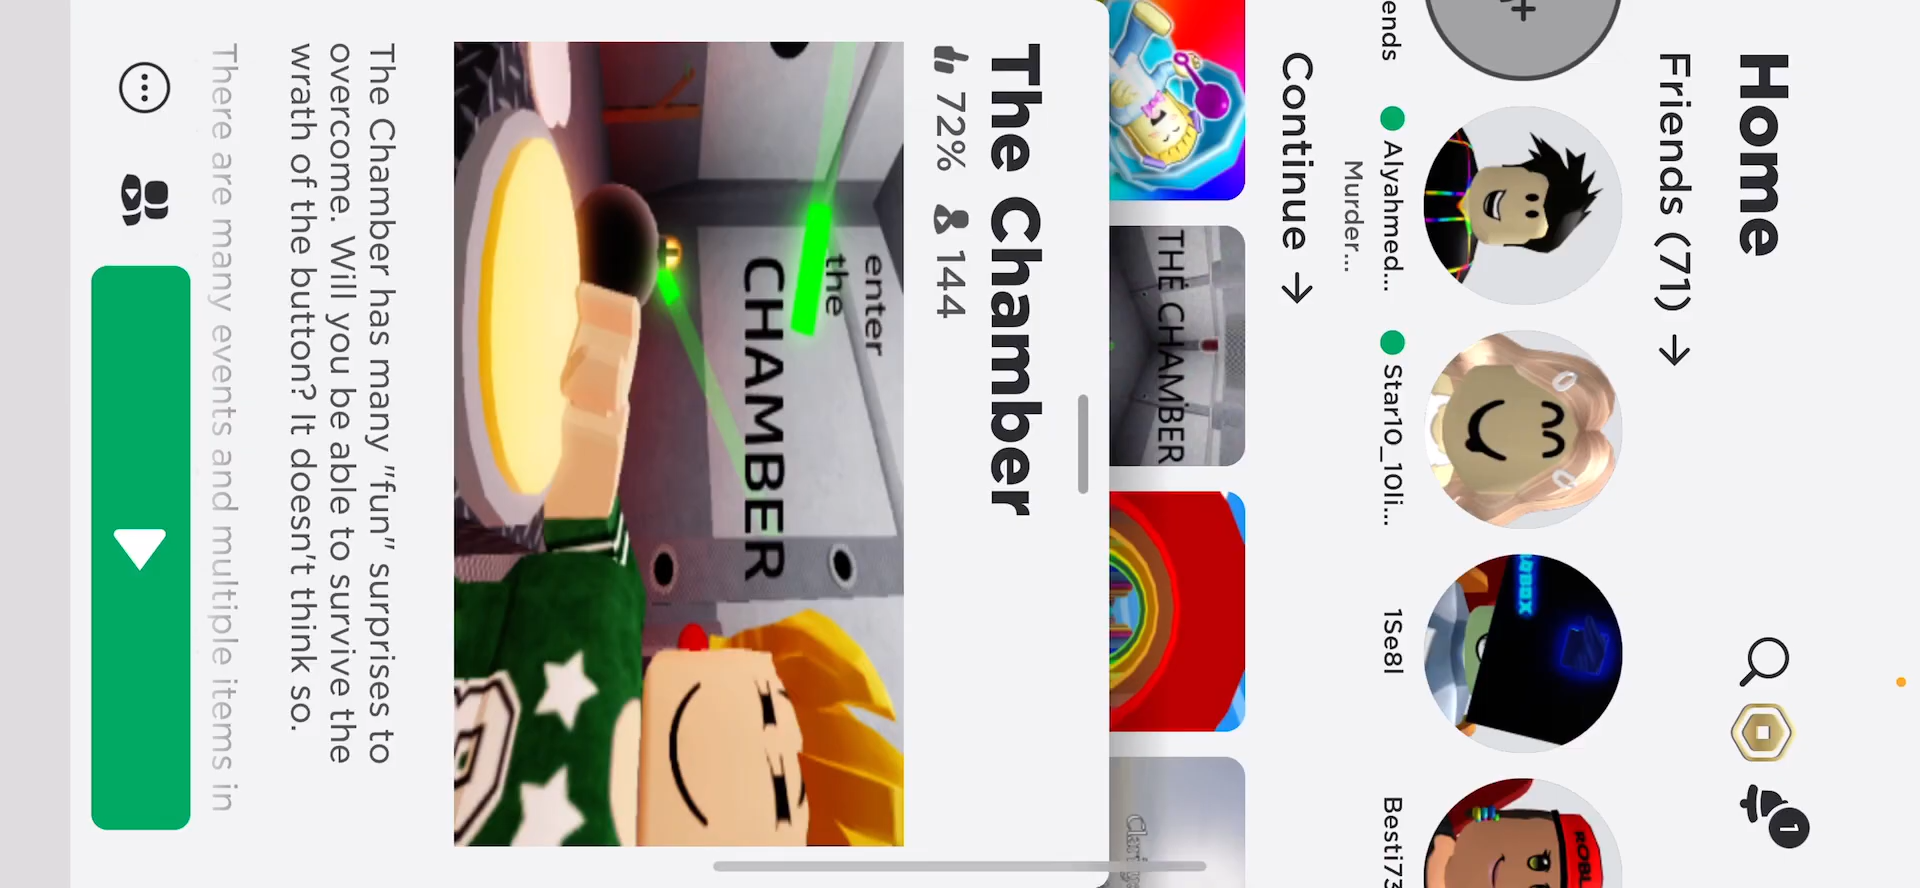 Home
1
Friends (71) →
ends
Alyahmed...
Murder...
Star10_10li...
1Se8l
Besti73
ROBL
Continue →
THE CHAMBER
The Chamber
72% 144
enter
the
CHAMBER
The Chamber has many "fun" surprises to
overcome. Will you be able to survive the
wrath of the button? It doesn't think so.
There are many events and multiple items in